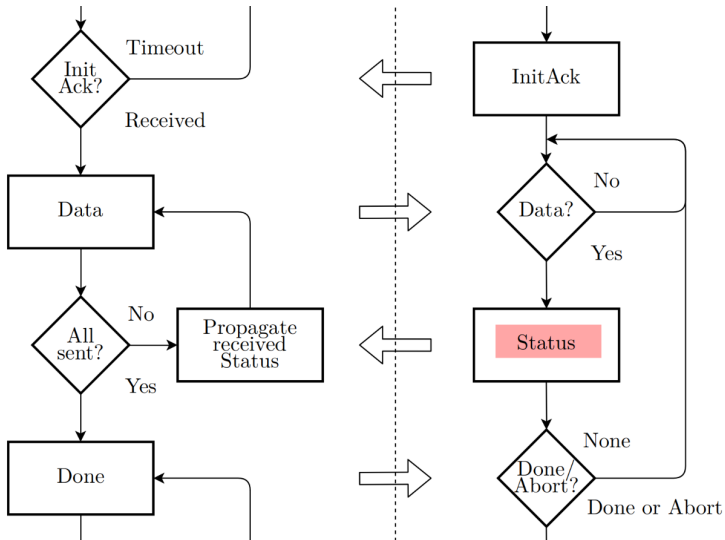 Timeout
Init
Ack?
Received
InitAck
Data
Data?
No
Yes
All
sent?
No
Yes
Propagate
received
Status
Status
Done
Done/
Abort?
None
Done or Abort